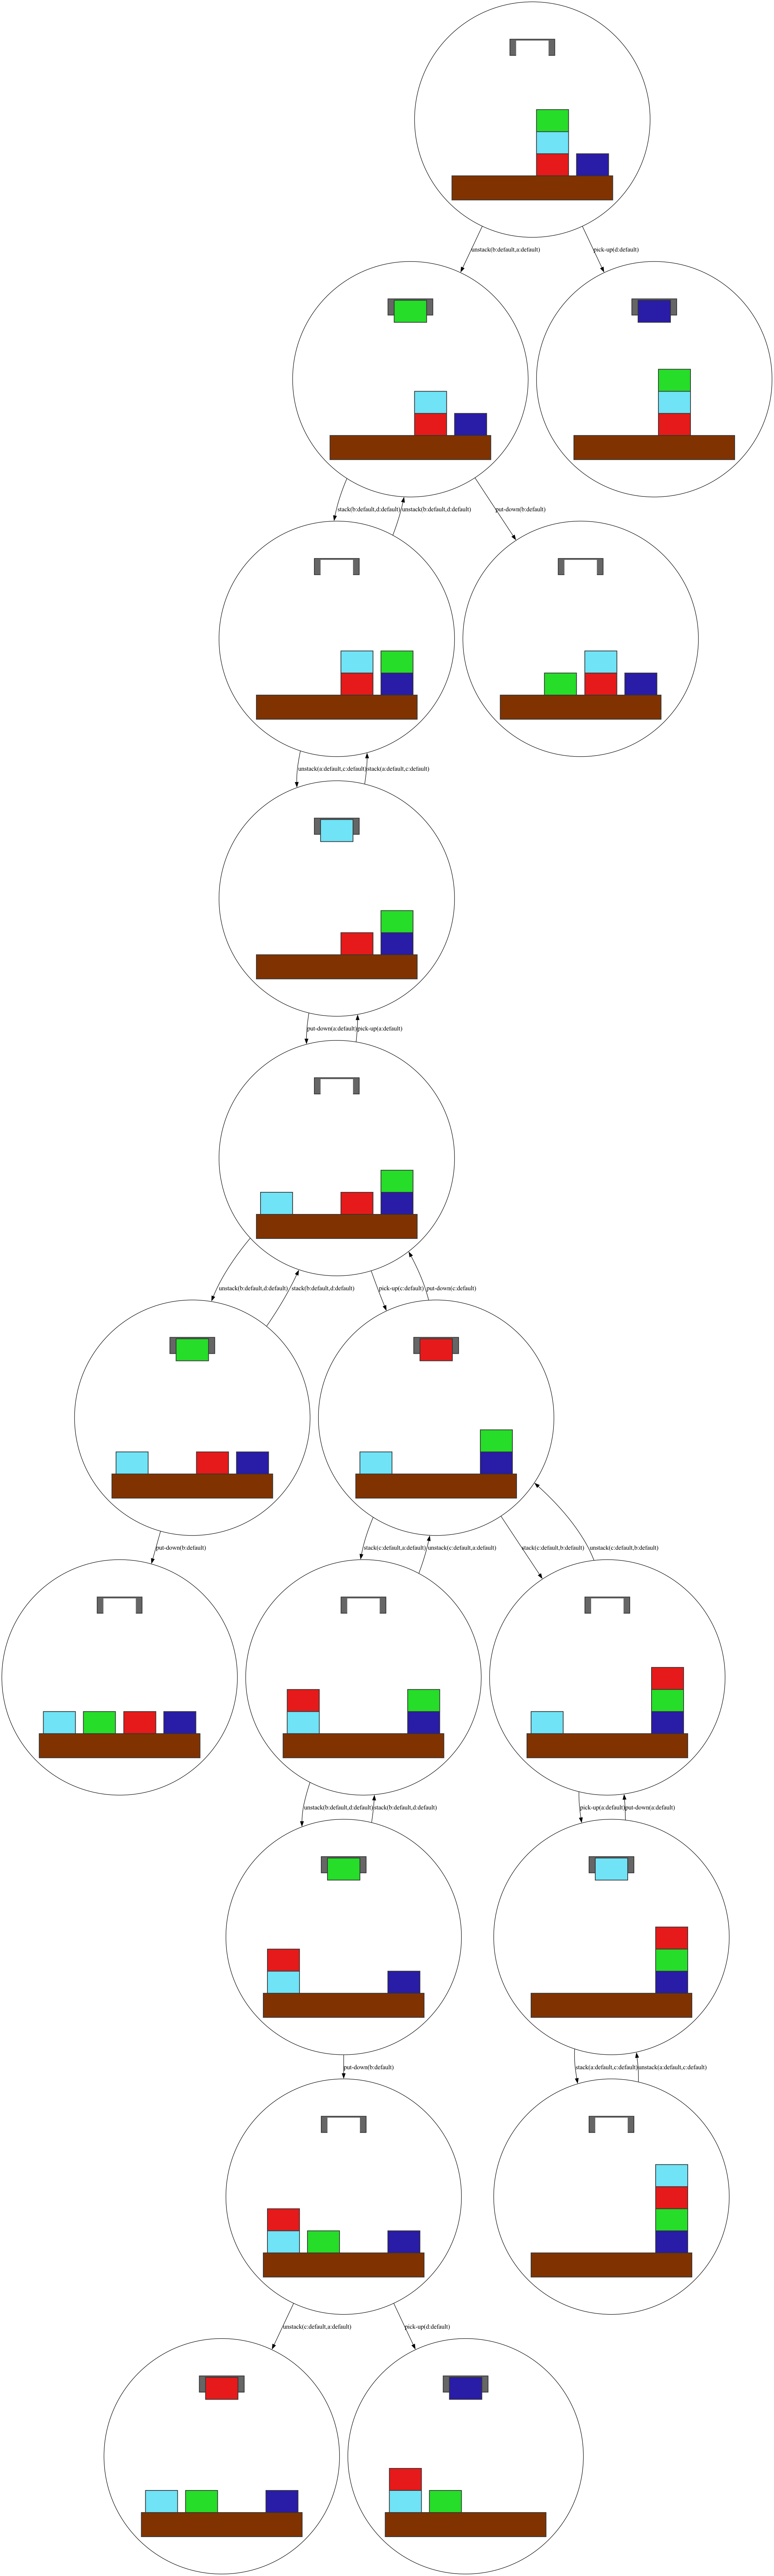 unstack(b:default,a:default)
pick-up(d:default)
stack(b:default,d:default)
unstack(b:default,d:default)
put-down(b:default)
unstack(a:default,c:default)
stack(a:default,c:default)
put-down(a:default)
pick-up(a:default)
unstack(b:default,d:default)
stack(b:default,d:default)
pick-up(c:default)
put-down(c:default)
put-down(b:default)
stack(c:default,a:default)
unstack(c:default,a:default)
stack(c:default,b:default)
unstack(c:default,b:default)
unstack(b:default,d:default)
stack(b:default,d:default)
pick-up(a:default)
put-down(a:default)
put-down(b:default)
stack(a:default,c:default)
unstack(a:default,c:default)
unstack(c:default,a:default)
pick-up(d:default)